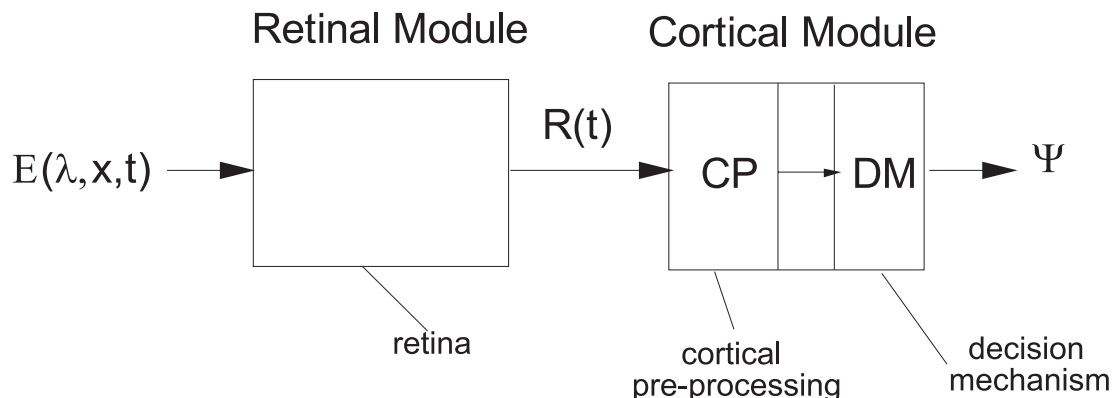 Retinal Module
Cortical Module
E(λ,x,t)
R(t)
CP
DM
Ψ
retina
cortical
pre-processing
decision
mechanism